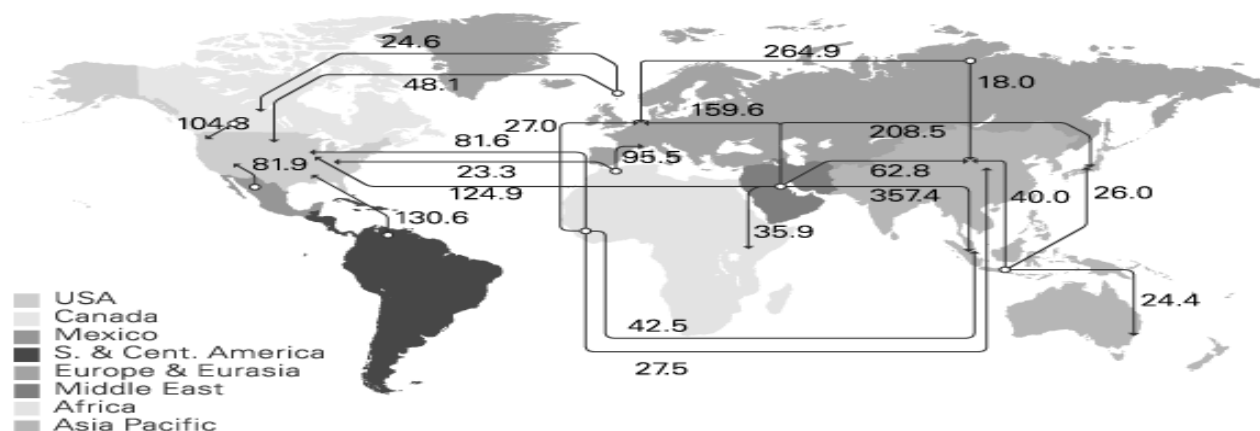 24.6
264.9
48.1
18.0
104.3
27.0
159.6
81.6
208.5
81.9
95.5
23.3
62.8
124.9
357.4
40.0
26.0
130.6
35.9
24.4
42.5
27.5
USA
Canada
Mexico
S. & Cent. America
Europe & Eurasia
Middle East
Africa
Asia Pacific